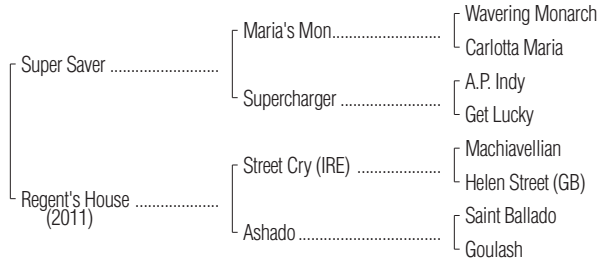 Wavering Monarch
Maria's Mon
Carlotta Maria
Super Saver
A.P. Indy
Supercharger
Get Lucky
Machiavellian
Street Cry (IRE)
Helen Street (GB)
Regent's House
(2011)
Saint Ballado
Ashado
Goulash